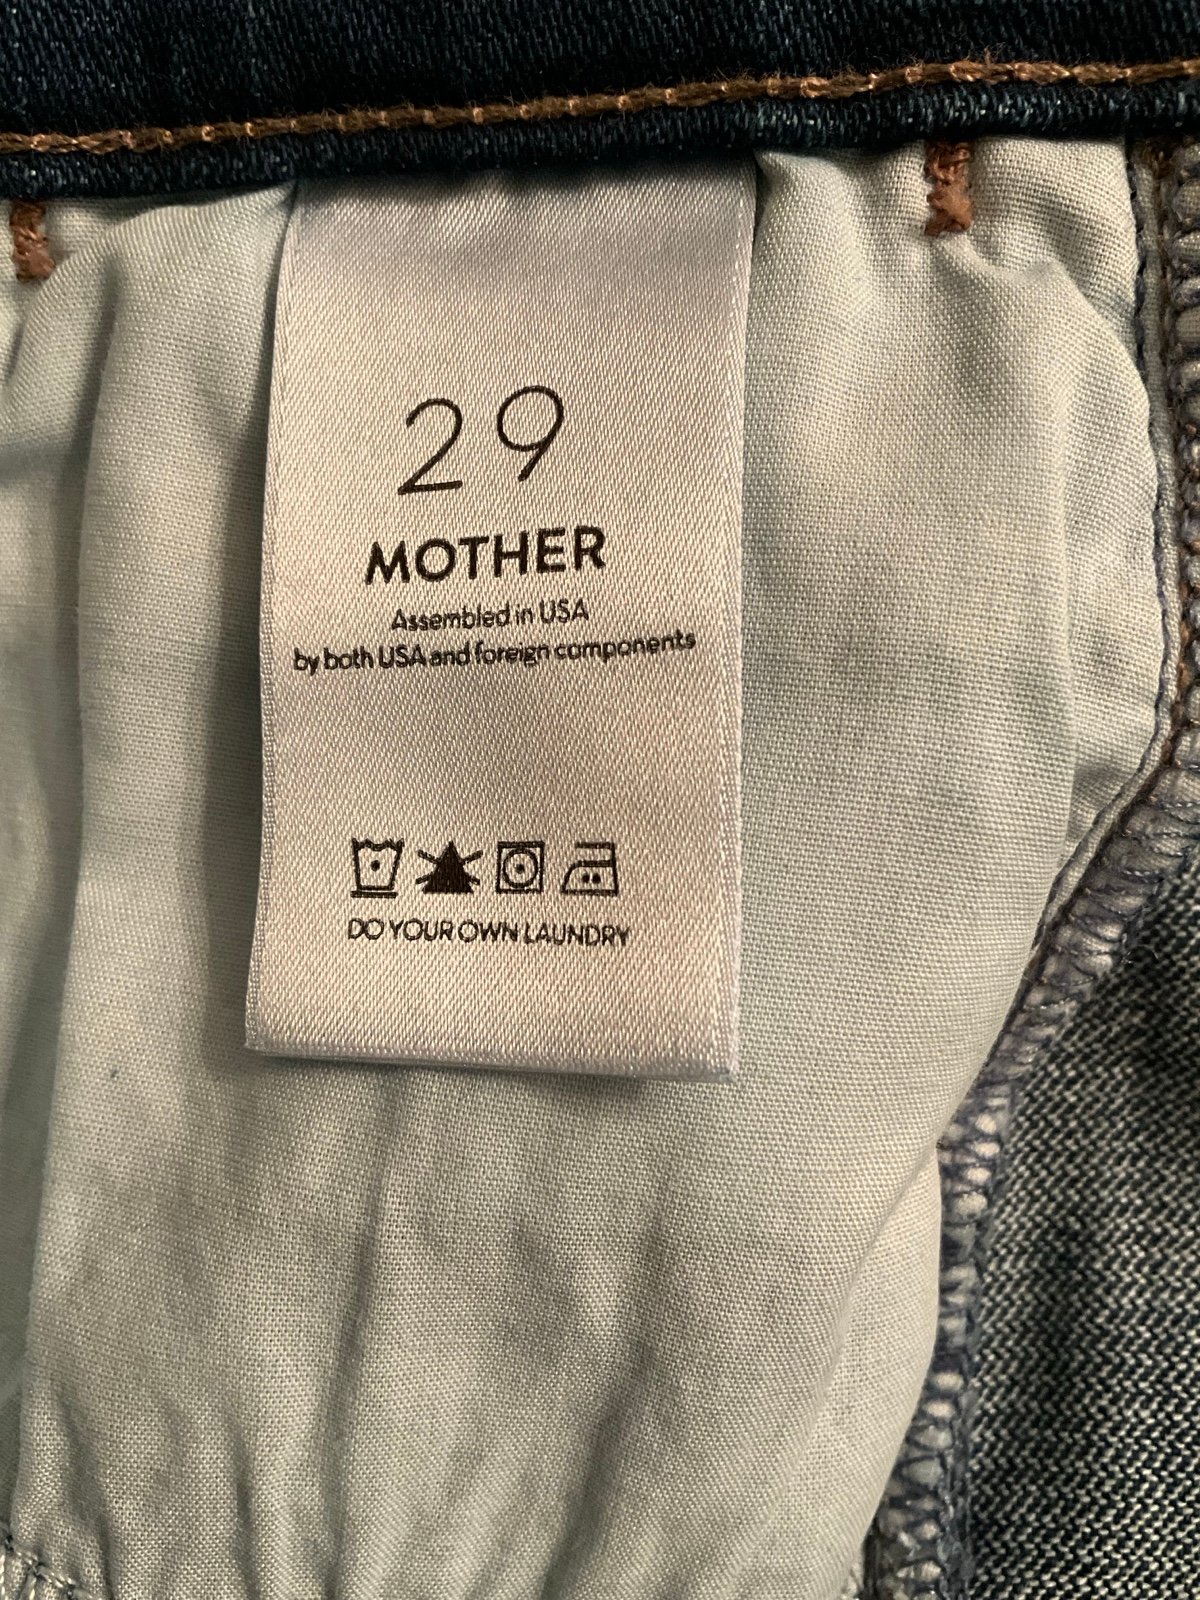 29
MOTHER
Assembled in USA
by both USA and foreign components
DO YOUR OWN LAUNDRY